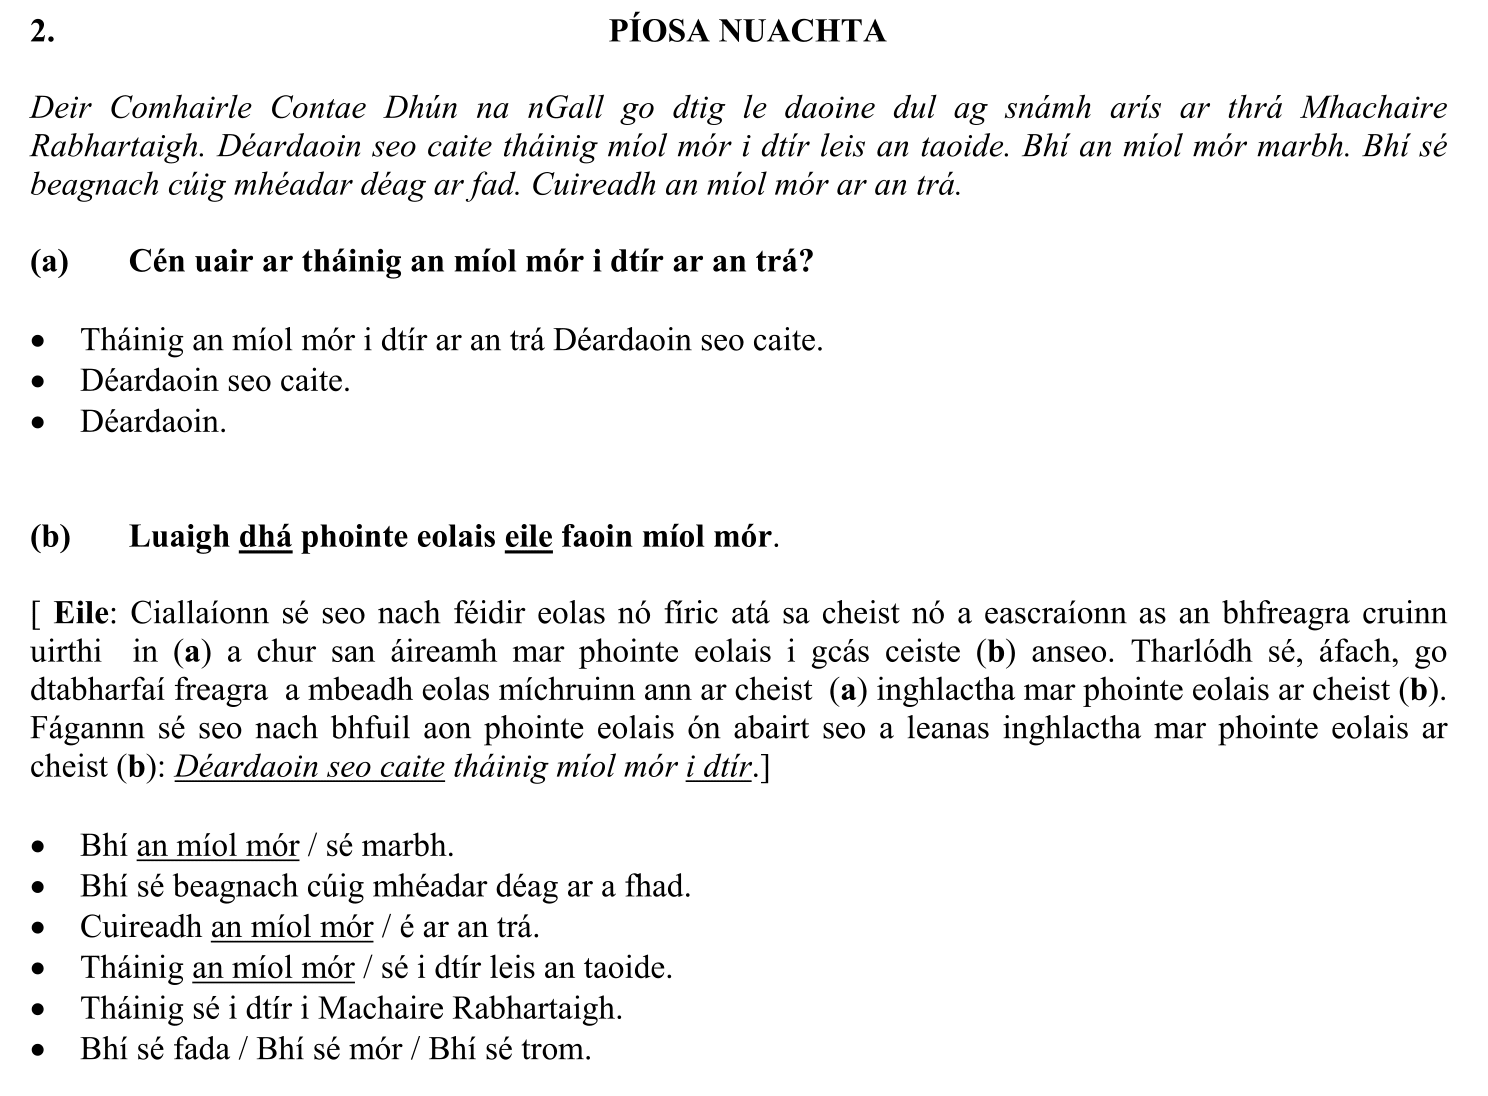 2. PÍOSA NUACHTA
Deir Comhairle Contae Dhún na nGall go dtig le daoine dul ag snámh arís ar thrá Mhachaire
Rabhartaigh. Déardaoin seo caite tháinig míol mór i dtír leis an taoide. Bhí an míol mór marbh. Bhí sé
beagnach cúig mhéadar déag ar fad. Cuireadh an míol mór ar an trá.
(a) Cén uair ar tháinig an míol mór i dtír ar an trá?
• Tháinig an míol mór i dtír ar an trá Déardaoin seo caite.
• Déardaoin seo caite.
• Déardaoin.
(b) Luaigh dhá phointe eolais eile faoin míol mór.
[ Eile: Ciallaíonn sé seo nach féidir eolas nó fíric atá sa cheist nó a eascraíonn as an bhfreagra cruinn
uirthi in (a) a chur san áireamh mar phointe eolais i gcás ceiste (b) anseo. Tharlódh sé, áfach, go
dtabharfaí freagra a mbeadh eolas míchruinn ann ar cheist (a) inghlactha mar phointe eolais ar cheist (b).
Fágannn sé seo nach bhfuil aon phointe eolais ón abairt seo a leanas inghlactha mar phointe eolais ar
cheist (b): Déardaoin seo caite tháinig míol mór i dtír.]
• Bhí an míol mór / sé marbh.
• Bhí sé beagnach cúig mhéadar déag ar a fhad.
• Cuireadh an míol mór / é ar an trá.
• Tháinig an míol mór / sé i dtír leis an taoide.
• Tháinig sé i dtír i Machaire Rabhartaigh.
• Bhí sé fada / Bhí sé mór / Bhí sé trom.